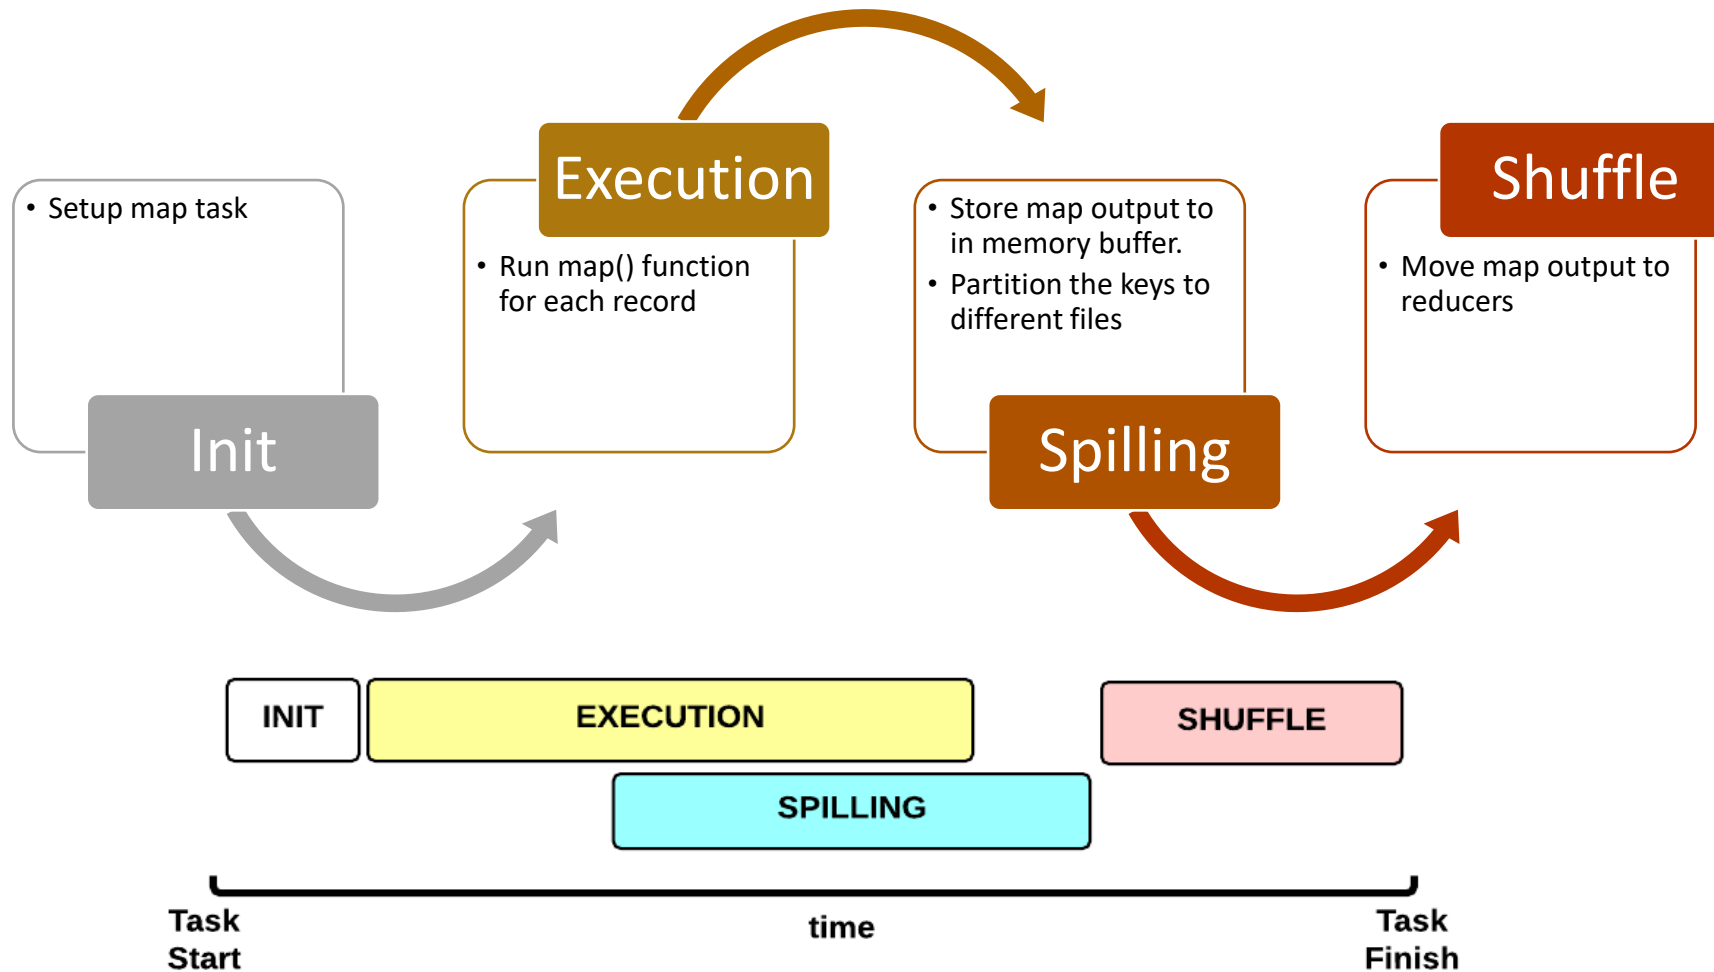 • Setup map task
Init
Execution
• Run map() function
for each record
• Store map output to
in memory buffer.
• Partition the keys to
different files
Spilling
Shuffle
• Move map output to
reducers
INIT
EXECUTION
SHUFFLE
SPILLING
Task
Start
time
Task
Finish